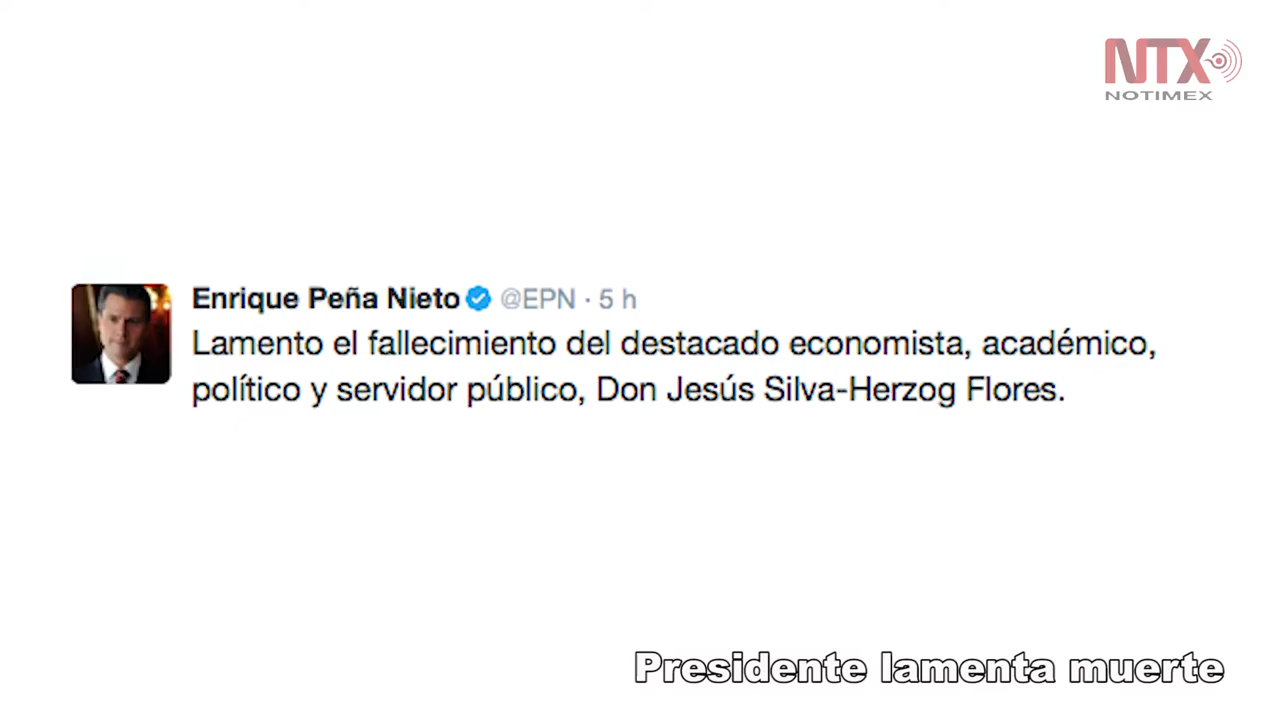 NTX
NOTIMEX
Enrique Peña Nieto @EPN · 5 h
Lamento el fallecimiento del destacado economista, académico,
político y servidor público, Don Jesús Silva-Herzog Flores.
Presidente lamenta muerte